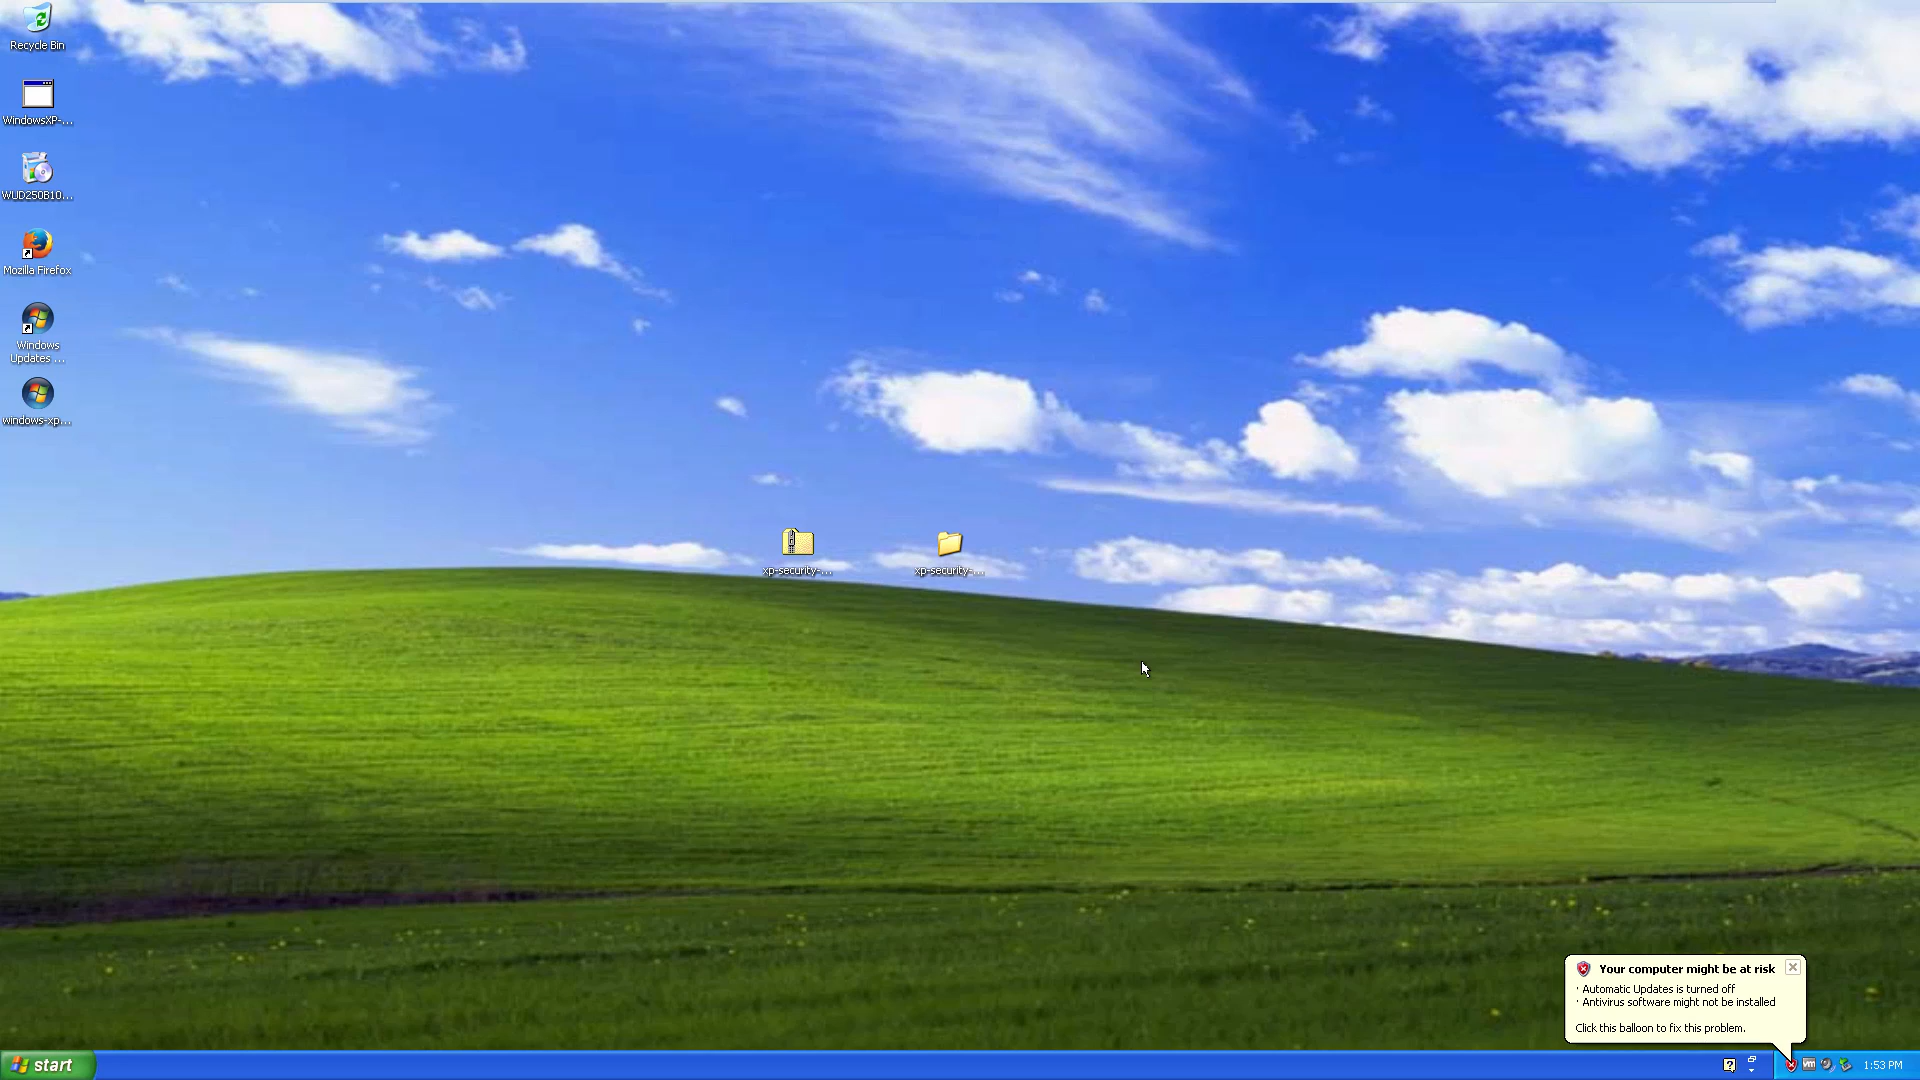 Recycle Bin
WindowsXP-...
WUD250B10...
Mozilla Firefox
Windows
Updates ...
windows-xp...
xp-security-...
xp-security-...
Your computer might be at risk
Automatic Updates is turned off
Antivirus software might not be installed
Click this balloon to fix this problem.
start
?
vm
1:53 PM